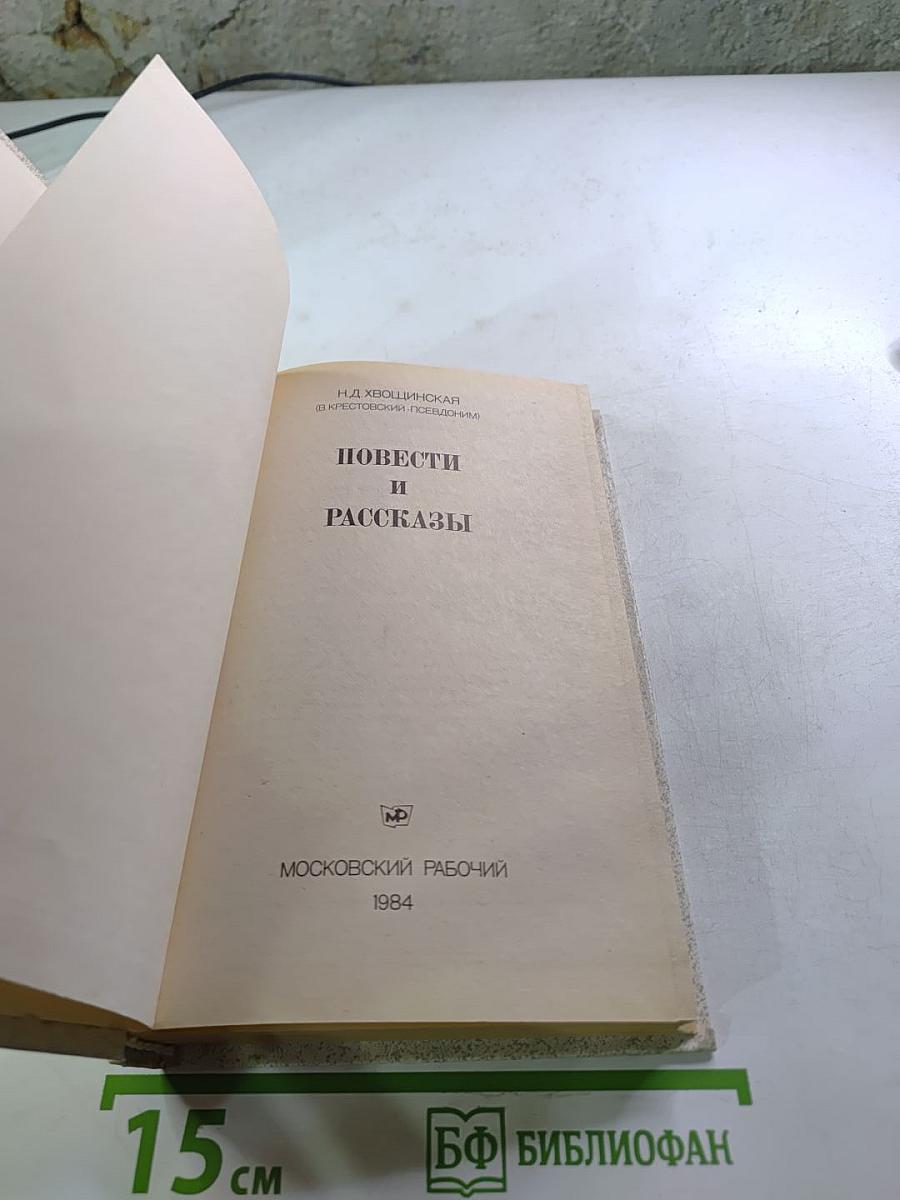 Н.Д.ХВОЩИНСКАЯ
(В.КРЕСТОВСКИЙ-ПСЕВДОНИМ)
ПОВЕСТИ
И
РАССКАЗЫ
МР
МОСКОВСКИЙ РАБОЧИЙ
1984
15 см
БФ БИБЛИОФАН